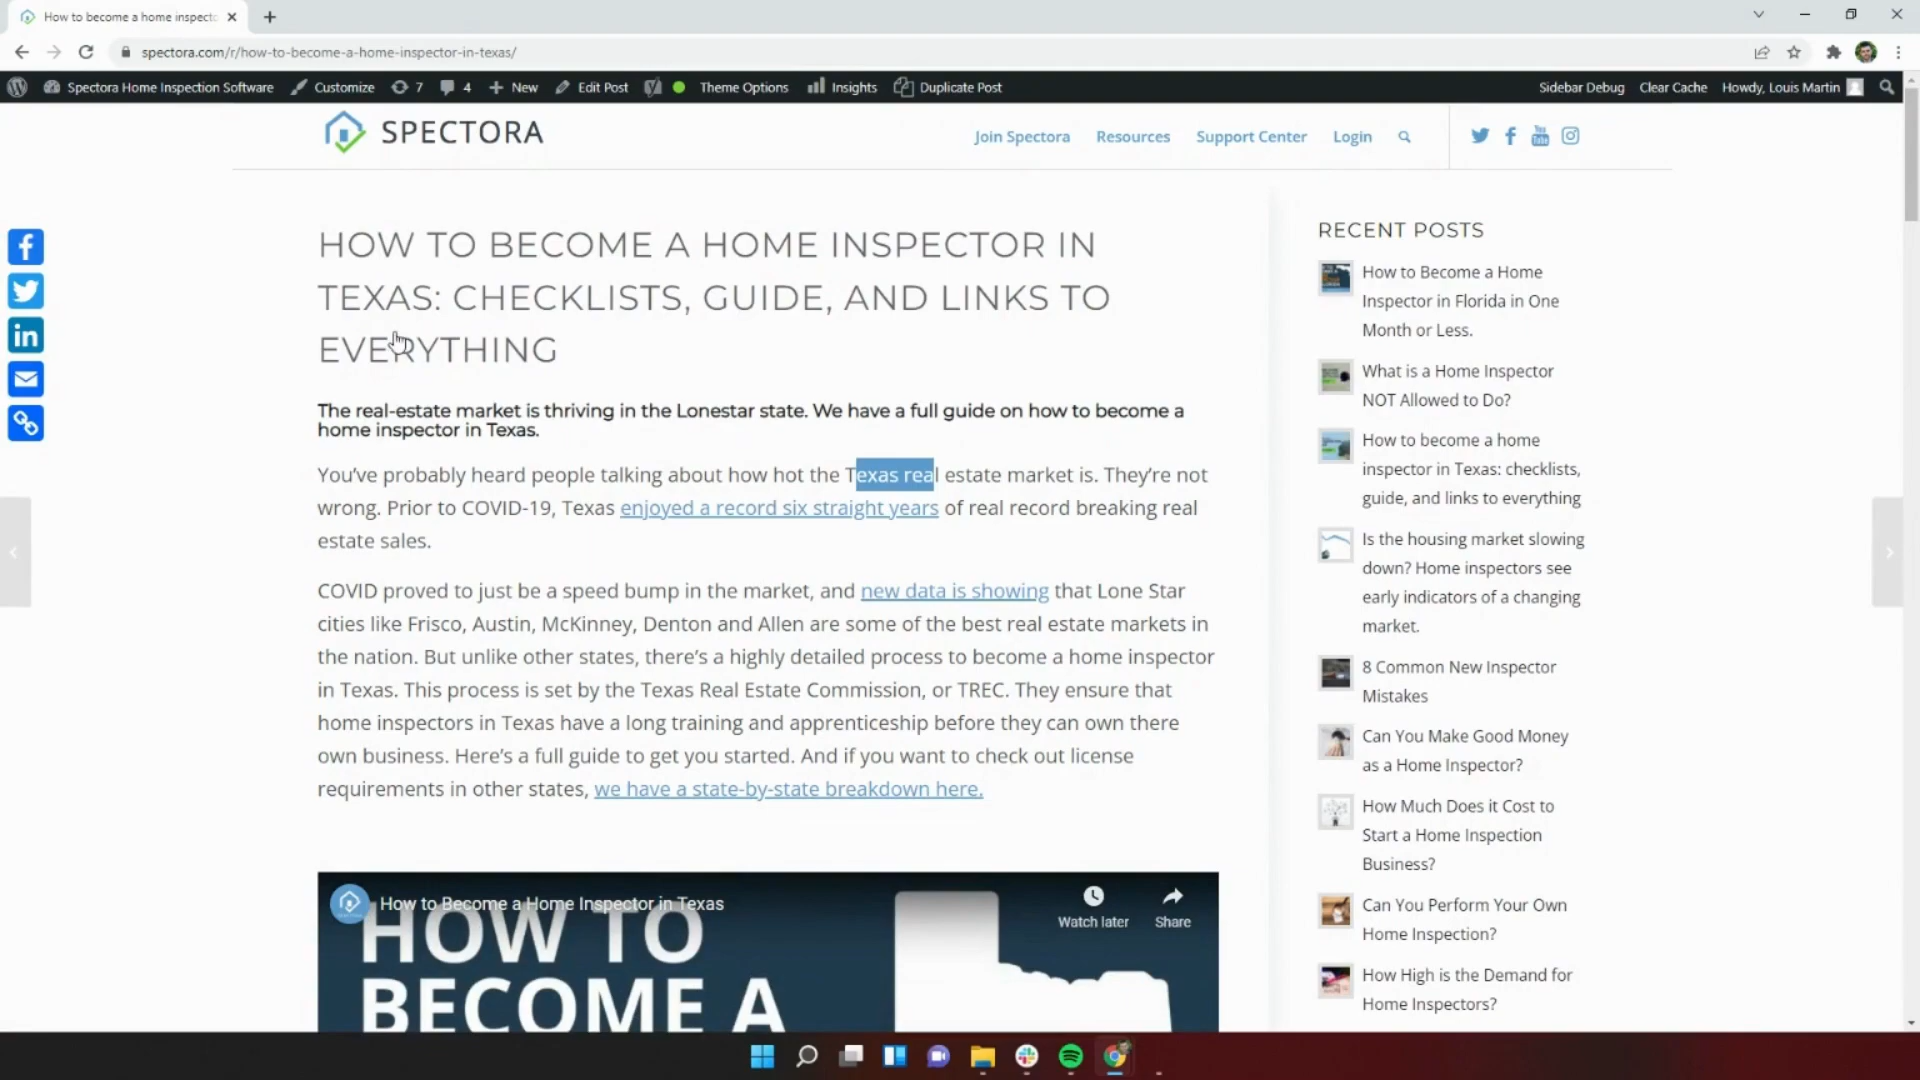 How to become a home inspect
spectora.com/r/how-to-become-a-home-inspector-in-texas/
Spectora Home Inspection Software Customize 7 4 New Edit Post Theme Options Insights Duplicate Post Sidebar Debug Clear Cache Howdy, Louis Martin
SPECTORA
Join Spectora Resources Support Center Login
HOW TO BECOME A HOME INSPECTOR IN
TEXAS: CHECKLISTS, GUIDE, AND LINKS TO
EVERYTHING
The real-estate market is thriving in the Lonestar state. We have a full guide on how to become a
home inspector in Texas.
You've probably heard people talking about how hot the Texas real estate market is. They're not
wrong. Prior to COVID-19, Texas enjoyed a record six straight years of real record breaking real
estate sales.
COVID proved to just be a speed bump in the market, and new data is showing that Lone Star
cities like Frisco, Austin, McKinney, Denton and Allen are some of the best real estate markets in
the nation. But unlike other states, there's a highly detailed process to become a home inspector
in Texas. This process is set by the Texas Real Estate Commission, or TREC. They ensure that
home inspectors in Texas have a long training and apprenticeship before they can own there
own business. Here's a full guide to get you started. And if you want to check out license
requirements in other states, we have a state-by-state breakdown here.
How to Become a Home Inspector in Texas
Watch later Share
HOW TO
BECOME A
RECENT POSTS
How to Become a Home
Inspector in Florida in One
Month or Less.
What is a Home Inspector
NOT Allowed to Do?
How to become a home
inspector in Texas: checklists,
guide, and links to everything
Is the housing market slowing
down? Home inspectors see
early indicators of a changing
market.
8 Common New Inspector
Mistakes
Can You Make Good Money
as a Home Inspector?
How Much Does it Cost to
Start a Home Inspection
Business?
Can You Perform Your Own
Home Inspection?
How High is the Demand for
Home Inspectors?